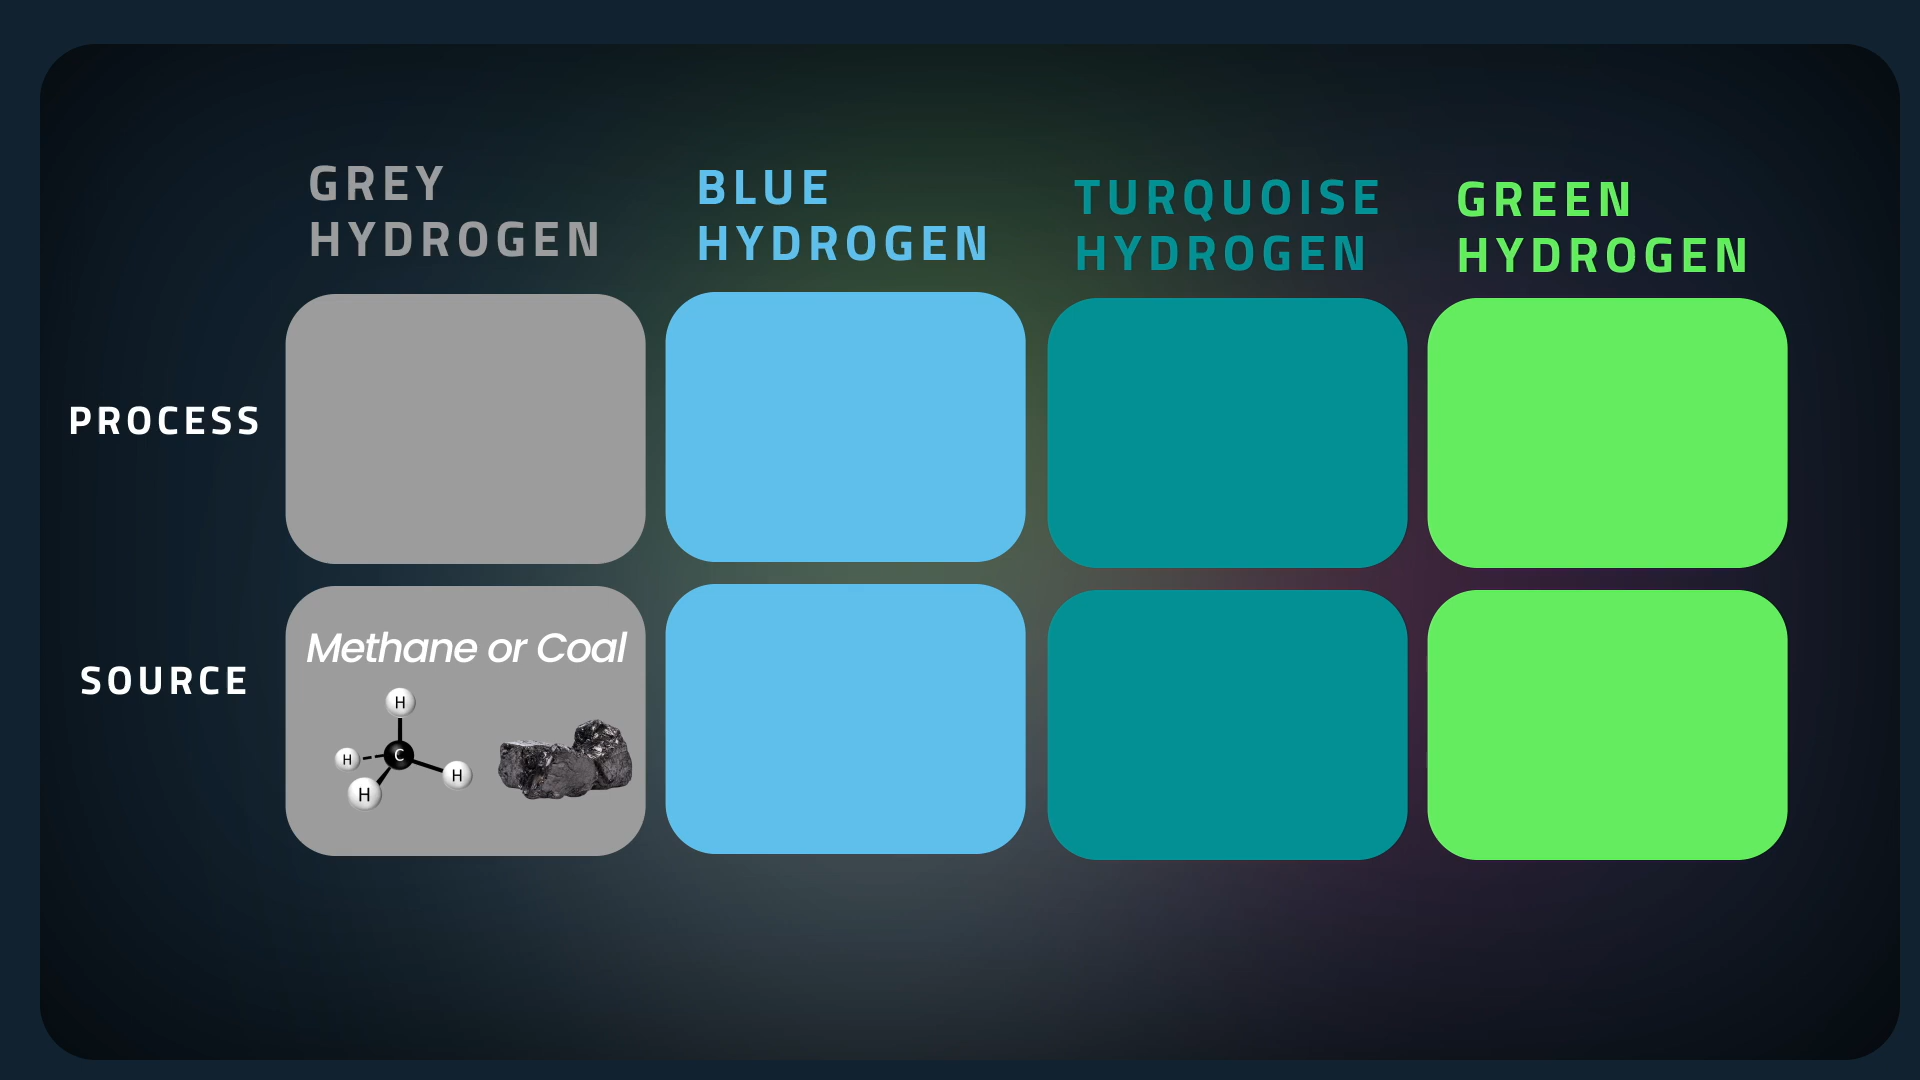 GREY
HYDROGEN
BLUE
HYDROGEN
TURQUOISE
HYDROGEN
GREEN
HYDROGEN
PROCESS
SOURCE
Methane or Coal
H
H
C
H
H